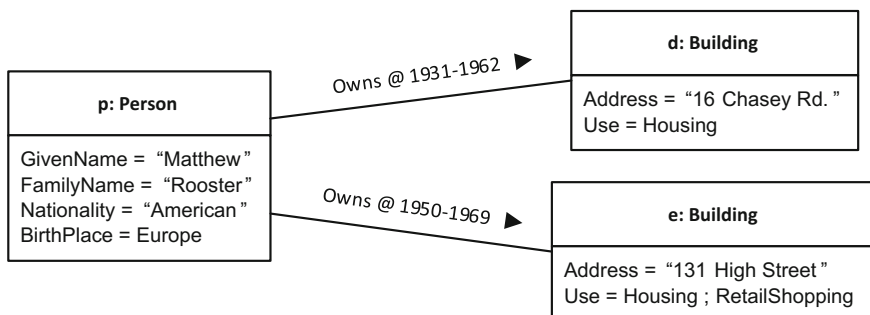 p: Person
GivenName = “Matthew”
FamilyName = “Rooster”
Nationality = “American”
BirthPlace = Europe
Owns @ 1931-1962 ►
d: Building
Address = “16 Chasey Rd.”
Use = Housing
Owns @ 1950-1969 ►
e: Building
Address = “131 High Street”
Use = Housing ; RetailShopping